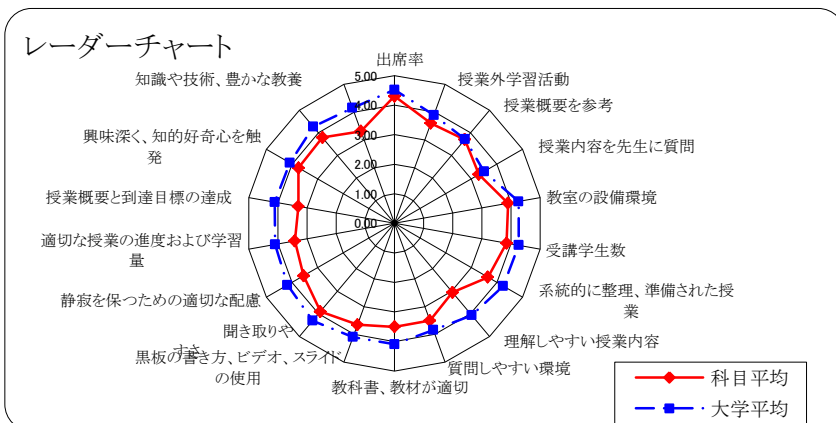 レーダーチャート
出席率
授業外学習活動
授業概要を参考
授業内容を先生に質問
教室の設備環境
受講学生数
系統的に整理、準備された授
業
理解しやすい授業内容
質問しやすい環境
教科書、教材が適切
黒板の書き方、ビデオ、スライド
の使用
聞き取りや
すさ
静寂を保つための適切な配慮
適切な授業の進度および学習
量
授業概要と到達目標の達成
興味深く、知的好奇心を触
発
知識や技術、豊かな教養
5.00
4.00
3.00
2.00
1.00
0.00
科目平均
大学平均